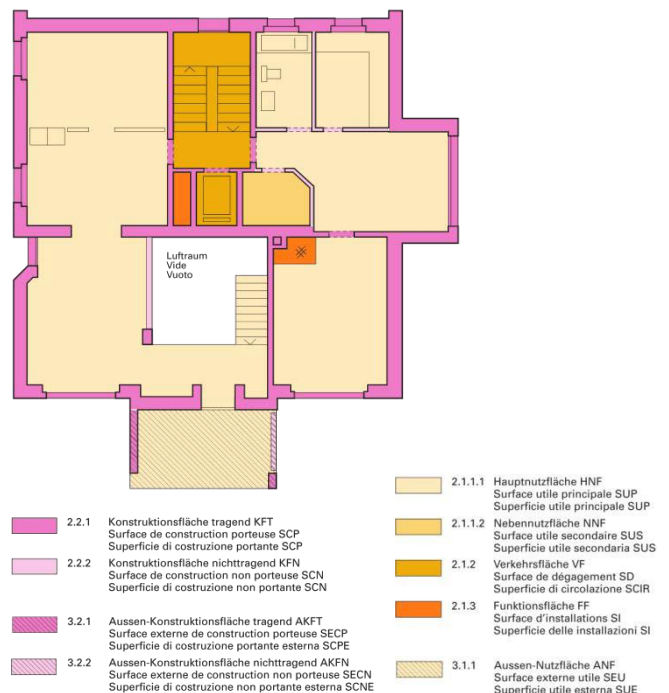 Luftraum
Vide
Vuoto
2.2.1 Konstruktionsfläche tragend KFT
Surface de construction porteuse SCP
Superficie di costruzione portante SCP
2.2.2 Konstruktionsfläche nichttragend KFN
Surface de construction non porteuse SCN
Superficie di costruzione non portante SCN
3.2.1 Aussen-Konstruktionsfläche tragend AKFT
Surface externe de construction porteuse SECP
Superficie di costruzione portante esterna SCPE
3.2.2 Aussen-Konstruktionsfläche nichttragend AKFN
Surface externe de construction non porteuse SECN
Superficie di costruzione non portante esterna SCNE
2.1.1.1 Hauptnutzfläche HNF
Surface utile principale SUP
Superficie utile principale SUP
2.1.1.2 Nebennutzfläche NNF
Surface utile secondaire SUS
Superficie utile secondaria SUS
2.1.2 Verkehrsfläche VF
Surface de dégagement SD
Superficie di circolazione SCIR
2.1.3 Funktionsfläche FF
Surface d'installations SI
Superficie delle installazioni SI
3.1.1 Aussen-Nutzfläche ANF
Surface externe utile SEU
Superficie utile esterna SUE